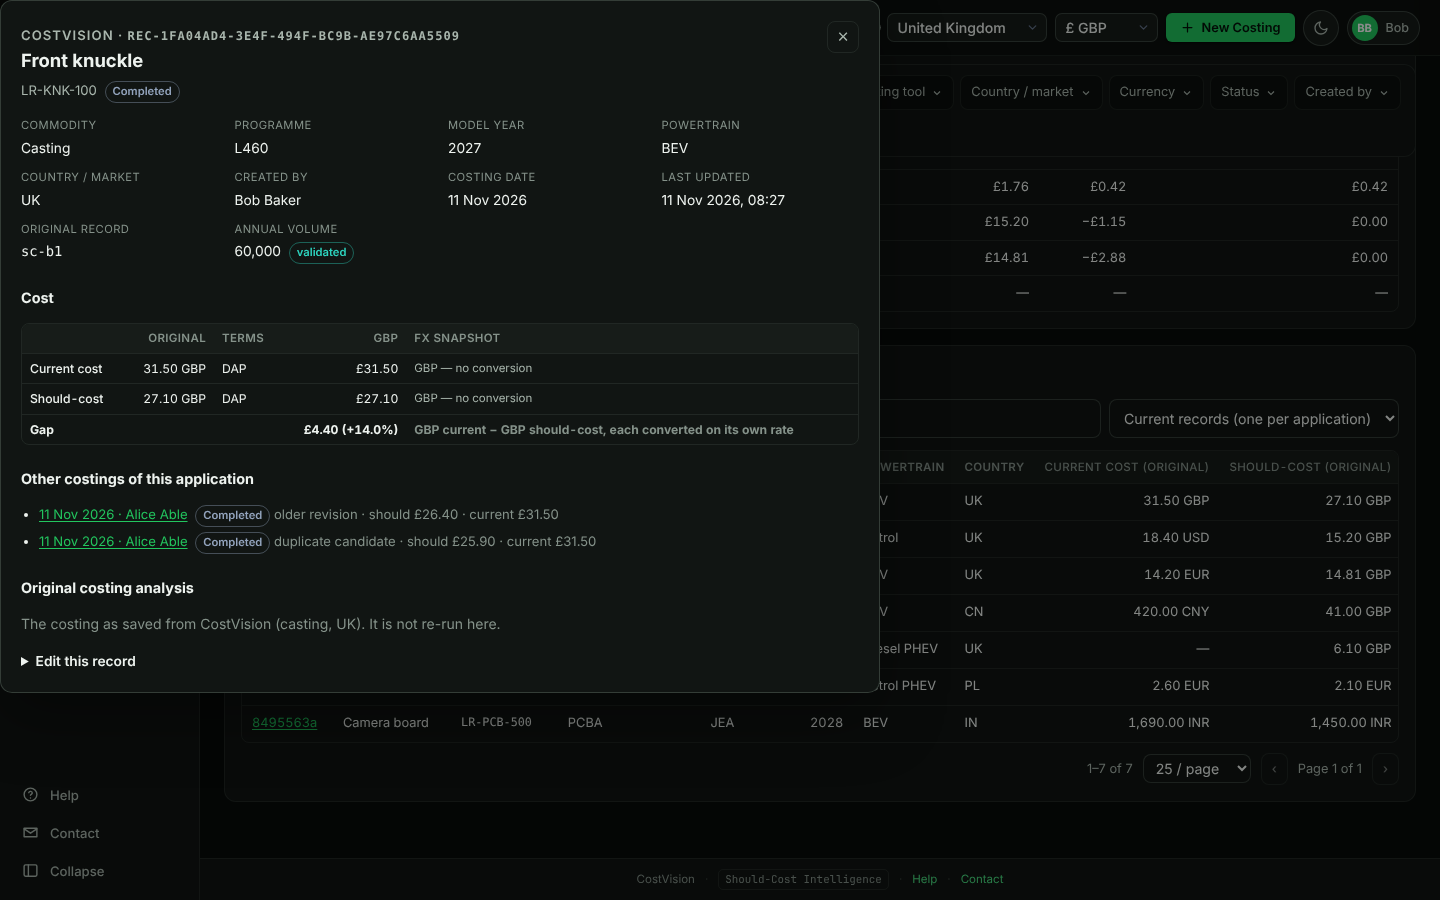 COSTVISION · REC-1FA04AD4-3E4F-494F-BC9B-AE97C6AA5509
Front knuckle
LR-KNK-100 Completed
COMMODITY PROGRAMME MODEL YEAR POWERTRAIN
Casting L460 2027 BEV
COUNTRY / MARKET CREATED BY COSTING DATE LAST UPDATED
UK Bob Baker 11 Nov 2026 11 Nov 2026, 08:27
ORIGINAL RECORD ANNUAL VOLUME
sc-b1 60,000 validated
Cost
ORIGINAL TERMS GBP FX SNAPSHOT
Current cost 31.50 GBP DAP £31.50 GBP — no conversion
Should-cost 27.10 GBP DAP £27.10 GBP — no conversion
Gap £4.40 (+14.0%) GBP current − GBP should-cost, each converted on its own rate
Other costings of this application
• 11 Nov 2026 · Alice Able Completed older revision · should £26.40 · current £31.50
• 11 Nov 2026 · Alice Able Completed duplicate candidate · should £25.90 · current £31.50
Original costing analysis
The costing as saved from CostVision (casting, UK). It is not re-run here.
Edit this record
United Kingdom £ GBP + New Costing BB Bob
ing tool Country / market Currency Status Created by
£1.76 £0.42 £0.42
£15.20 −£1.15 £0.00
£14.81 −£2.88 £0.00
— — —
Current records (one per application)
WERTRAIN COUNTRY CURRENT COST (ORIGINAL) SHOULD-COST (ORIGINAL)
V UK 31.50 GBP 27.10 GBP
trol UK 18.40 USD 15.20 GBP
V UK 14.20 EUR 14.81 GBP
V CN 420.00 CNY 41.00 GBP
esel PHEV UK — 6.10 GBP
trol PHEV PL 2.60 EUR 2.10 EUR
8495563a Camera board LR-PCB-500 PCBA JEA 2028 BEV IN 1,690.00 INR 1,450.00 INR
1–7 of 7 25 / page ‹ Page 1 of 1 ›
Help
Contact
Collapse
CostVision · Should-Cost Intelligence · Help · Contact